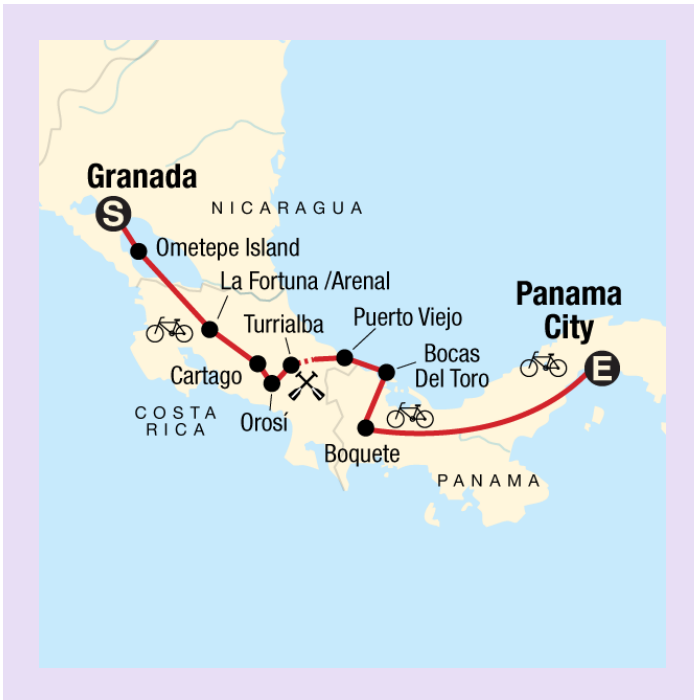 Granada
S
NICARAGUA
Ometepe Island
La Fortuna /Arenal
Turrialba
Puerto Viejo
Panama
City
E
Bocas
Del Toro
Cartago
COSTA
RICA
Orosí
Boquete
PANAMA